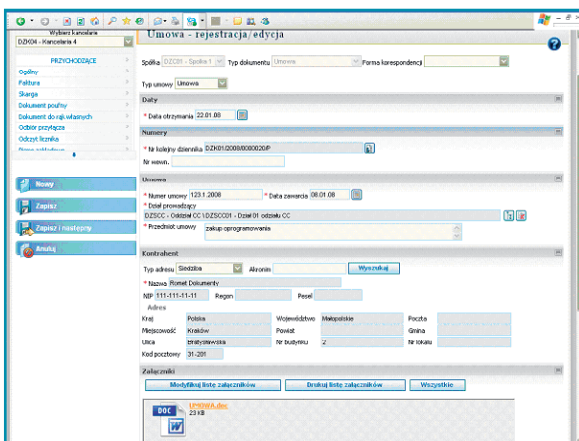 Wybierz kancelarie
DZK04 - Kancelaria 4
PRZYCHODZĄCE
Ogólny
Faktura
Skarga
Dokument poufny
Dokument do rąk własnych
Odbiór przyłącza
Odczyt licznika
Nowy
Zapisz
Zapisz i następny
Anuluj
Umowa - rejestracja/edycja
Spółka DZC01 - Spolka 1 Typ dokumentu Umowa Forma korespondencji
Typ umowy Umowa
Daty
* Data otrzymania 22.01.08
Numery
* Nr kolejny dziennika DZK01/2008/0000020/P
Nr wewn.
Umowa
* Numer umowy 123.1.2008 * Data zawarcia 08.01.08
* Dział prowadzący
DZSCC - Oddział CC \ DZSCC01 - Dział 01 oddziału CC
* Przedmiot umowy zakup oprogramowania
Kontrahent
Typ adresu Siedziba Akronim Wyszukaj
* Nazwa Romet Dokumenty
NIP 111-111-11-11 Regon Pesel
Adres
Kraj Polska Województwo Małopolskie Poczta
Miejscowość Kraków Powiat Gmina
Ulica Bratysławska Nr budynku 2 Nr lokalu
Kod pocztowy 31-201
Załączniki
Modyfikuj listę załączników Drukuj listę załączników Wszystkie
DOC UMOWA.doc
W 23 KB